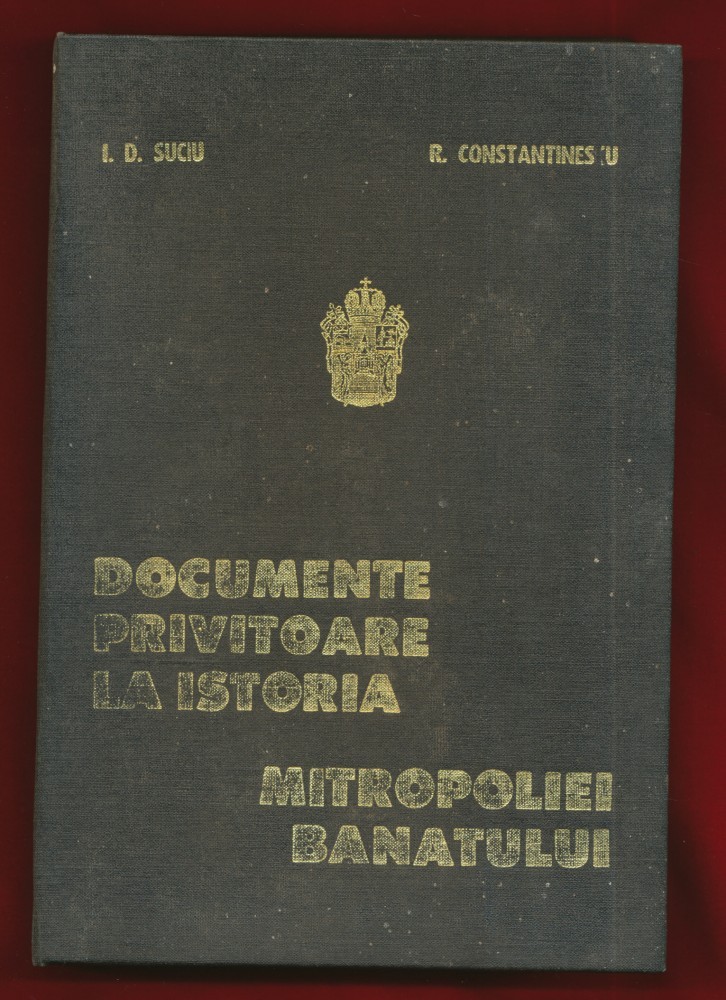 I. D. SUCIU
R. CONSTANTINES'U
DOCUMENTE
PRIVITOARE
LA ISTORIA
MITROPOLIEI
BANATULUI